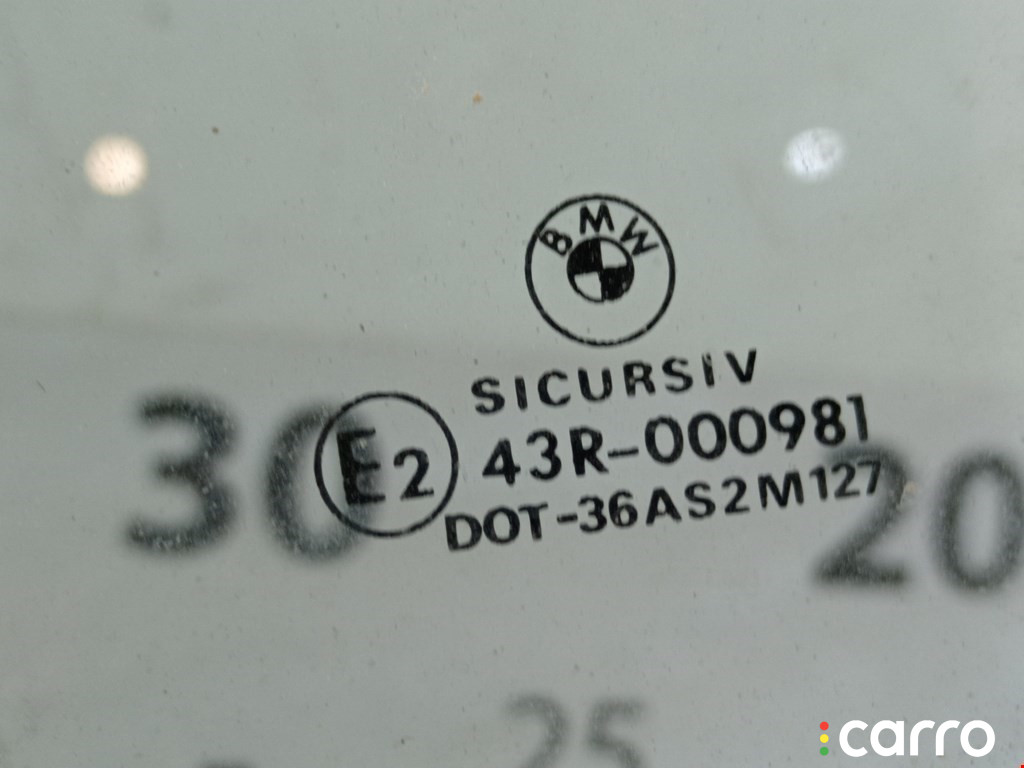 BMW
SICURSIV
E2 43R-000981
DOT-36AS2M127
30
20
25
carro